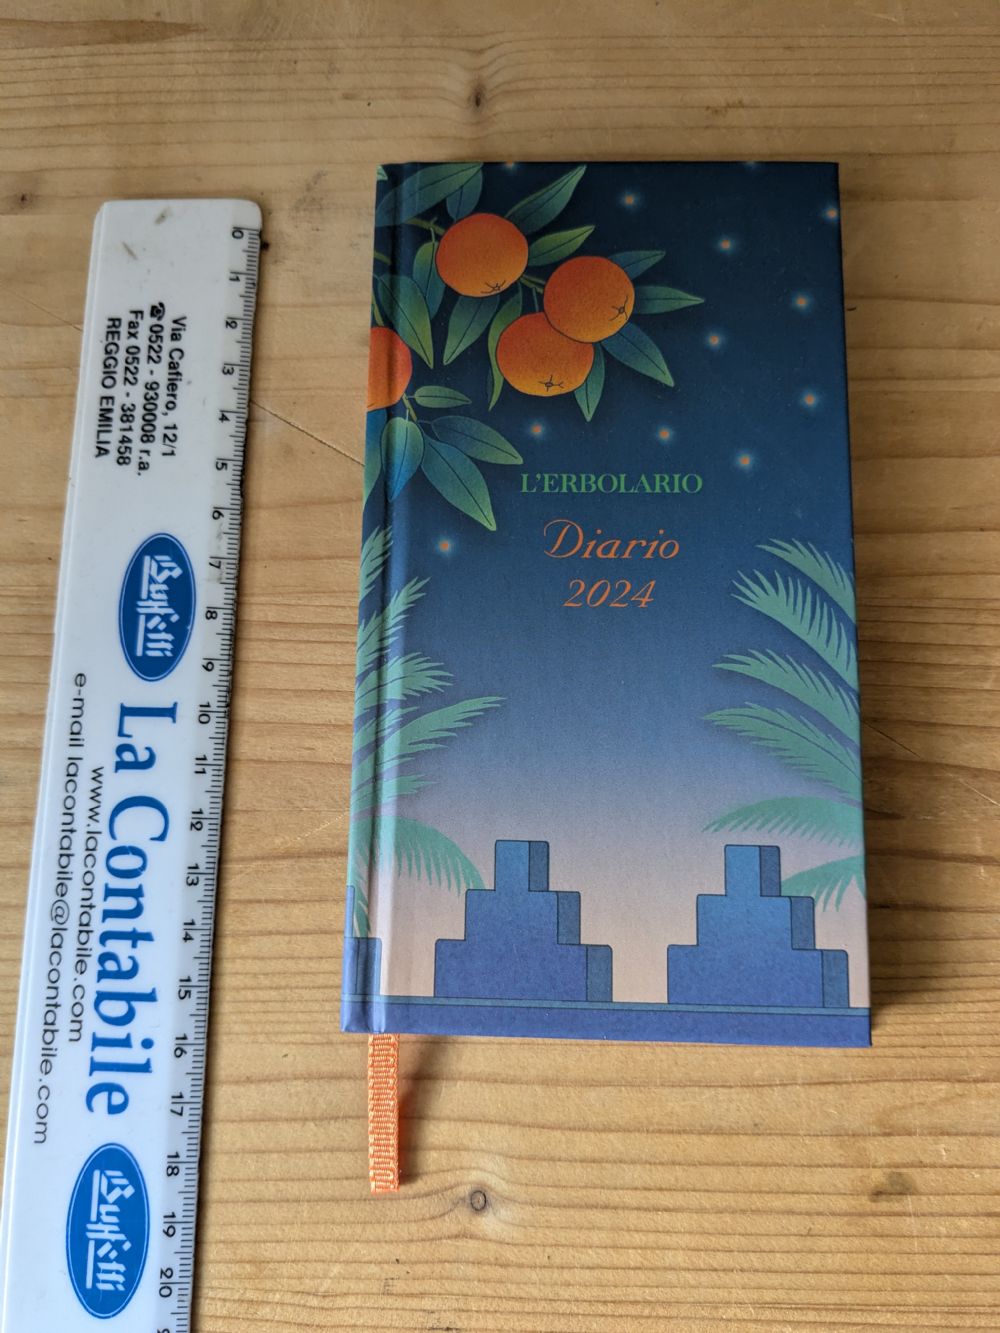 L'ERBOLARIO
Diario
2024
Via Cafiero, 12/1
☎ 0522 - 930008 r.a.
Fax 0522 - 381458
REGGIO EMILIA
Buffetti
La Contabile
www.lacontabile.com
e-mail lacontabile@lacontabile.com
Buffetti
0
1
2
3
4
5
6
7
8
9
10
11
12
13
14
15
16
17
18
19
20